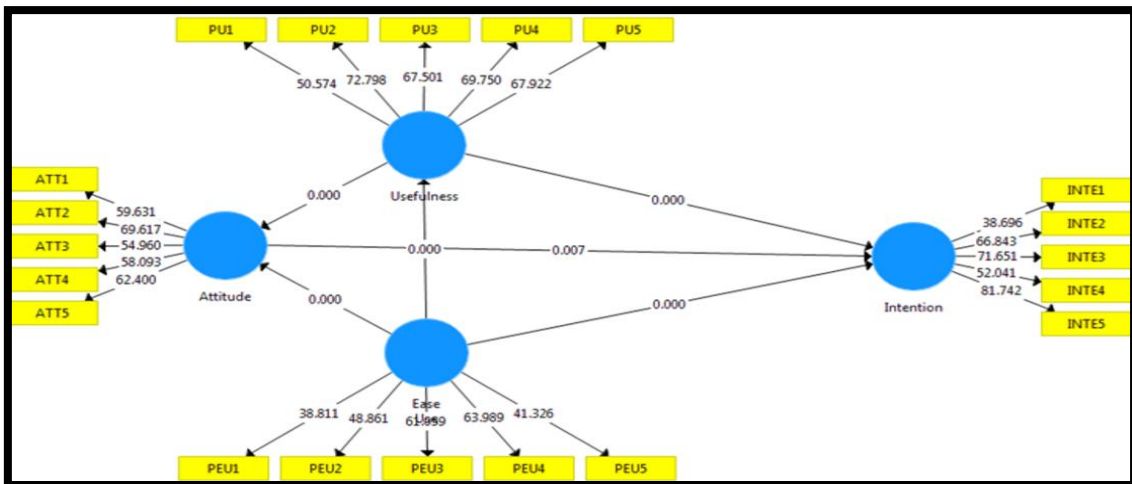 PU1 PU2 PU3 PU4 PU5
50.574 72.798 67.501 69.750 67.922
Usefulness
ATT1
ATT2
ATT3
ATT4
ATT5
59.631
69.617
54.960
58.093
62.400
Attitude
0.000
0.000
0.000
0.007
0.000
0.000
Intention
38.696
66.843
71.651
52.041
81.742
INTE1
INTE2
INTE3
INTE4
INTE5
Ease
38.811 48.861 63.989 41.326
PEU1 PEU2 PEU3 PEU4 PEU5